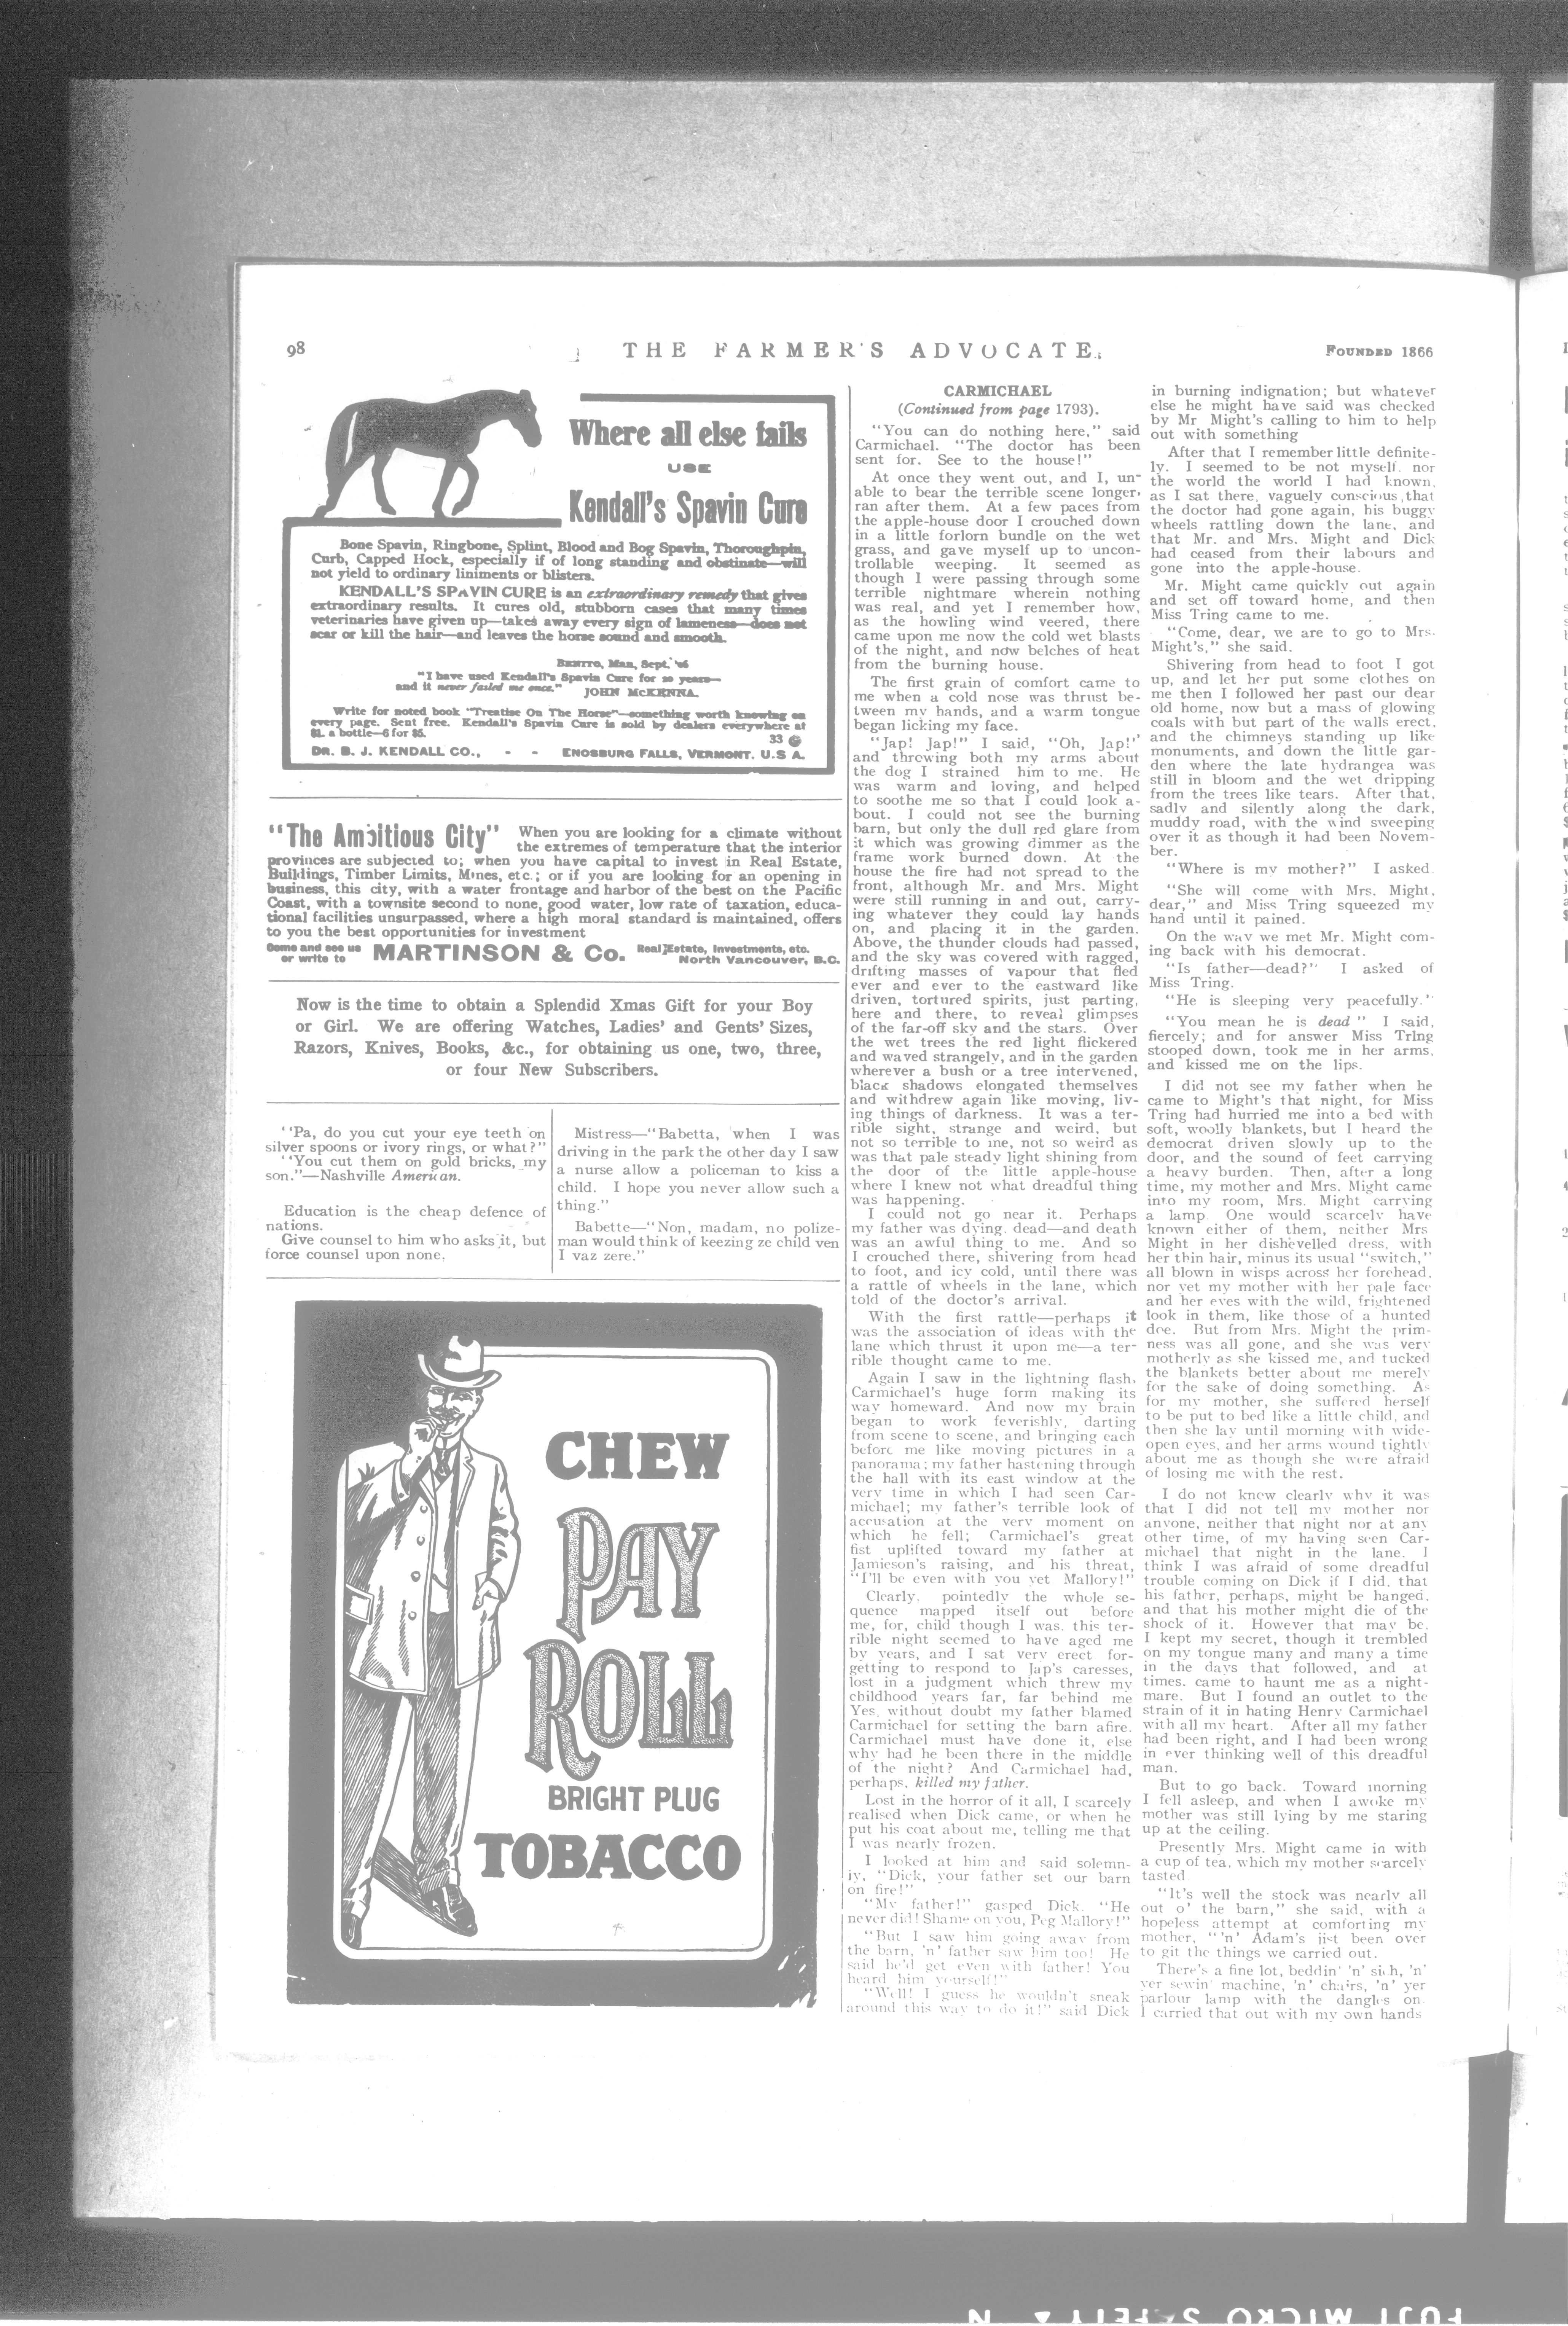 98
THE FARMER'S ADVOCATE.
FOUNDED 1866
Where all else fails
USE
Kendall's Spavin Cure
Bone Spavin, Ringbone, Splint, Blood and Bog Spavin, Thoroughpin,
Curb, Capped Hock, especially if of long standing and obstinate—will
not yield to ordinary liniments or blisters.
KENDALL'S SPAVIN CURE is an extraordinary remedy that gives
extraordinary results. It cures old, stubborn cases that many times
veterinaries have given up—takes away every sign of lameness—does not
scar or kill the hair—and leaves the horse sound and smooth.
BENITO, Man, Sept.
"I have used Kendall's Spavin Cure for 20 years—
and it never failed me once." JOHN McKENNA.
Write for noted book "Treatise On The Horse"—something worth knowing on
every page. Sent free. Kendall's Spavin Cure is sold by dealers everywhere at
$1. a bottle—6 for $5.
33
DR. B. J. KENDALL CO., - - ENOSBURG FALLS, VERMONT. U.S A.
"The Ambitious City" When you are looking for a climate without
the extremes of temperature that the interior
provinces are subjected to; when you have capital to invest in Real Estate,
Buildings, Timber Limits, Mines, etc.; or if you are looking for an opening in
business, this city, with a water frontage and harbor of the best on the Pacific
Coast, with a townsite second to none, good water, low rate of taxation, educa-
tional facilities unsurpassed, where a high moral standard is maintained, offers
to you the best opportunities for investment
Come and see us
or write to
MARTINSON & Co.
Real Estate, Investments, etc.
North Vancouver, B.C.
Now is the time to obtain a Splendid Xmas Gift for your Boy
or Girl. We are offering Watches, Ladies' and Gents' Sizes,
Razors, Knives, Books, &c., for obtaining us one, two, three,
or four New Subscribers.
"Pa, do you cut your eye teeth on
silver spoons or ivory rings, or what?"
"You cut them on gold bricks, my
son."—Nashville American.
Education is the cheap defence of
nations.
Give counsel to him who asks it, but
force counsel upon none.
Mistress—"Babetta, when I was
driving in the park the other day I saw
a nurse allow a policeman to kiss a
child. I hope you never allow such a
thing."
Babette—"Non, madam, no polize-
man would think of keezing ze child ven
I vaz zere."
CHEW
PAY
ROLL
BRIGHT PLUG
TOBACCO
CARMICHAEL
(Continued from page 1793).
"You can do nothing here," said
Carmichael. "The doctor has been
sent for. See to the house!"
At once they went out, and I, un-
able to bear the terrible scene longer,
ran after them. At a few paces from
the apple-house door I crouched down
in a little forlorn bundle on the wet
grass, and gave myself up to uncon-
trollable weeping. It seemed as
though I were passing through some
terrible nightmare wherein nothing
was real, and yet I remember how,
as the howling wind veered, there
came upon me now the cold wet blasts
of the night, and now belches of heat
from the burning house.
The first grain of comfort came to
me when a cold nose was thrust be-
tween my hands, and a warm tongue
began licking my face.
"Jap! Jap!" I said, "Oh, Jap!"
and throwing both my arms about
the dog I strained him to me. He
was warm and loving, and helped
to soothe me so that I could look a-
bout. I could not see the burning
barn, but only the dull red glare from
it which was growing dimmer as the
frame work burned down. At the
house the fire had not spread to the
front, although Mr. and Mrs. Might
were still running in and out, carry-
ing whatever they could lay hands
on, and placing it in the garden.
Above, the thunder clouds had passed,
and the sky was covered with ragged,
drifting masses of vapour that fled
ever and ever to the eastward like
driven, tortured spirits, just parting,
here and there, to reveal glimpses
of the far-off sky and the stars. Over
the wet trees the red light flickered
and waved strangely, and in the garden
wherever a bush or a tree intervened,
black shadows elongated themselves
and withdrew again like moving, liv-
ing things of darkness. It was a ter-
rible sight, strange and weird, but
not so terrible to me, not so weird as
was that pale steady light shining from
the door of the little apple-house
where I knew not what dreadful thing
was happening.
I could not go near it. Perhaps
my father was dying, dead—and death
was an awful thing to me. And so
I crouched there, shivering from head
to foot, and icy cold, until there was
a rattle of wheels in the lane, which
told of the doctor's arrival.
With the first rattle—perhaps it
was the association of ideas with the
lane which thrust it upon me—a ter-
rible thought came to me.
Again I saw in the lightning flash,
Carmichael's huge form making its
way homeward. And now my brain
began to work feverishly, darting
from scene to scene, and bringing each
before me like moving pictures in a
panorama; my father hastening through
the hall with its east window at the
very time in which I had seen Car-
michael; my father's terrible look of
accusation at the very moment on
which he fell; Carmichael's great
fist uplifted toward my father at
Jamieson's raising, and his threat,
"I'll be even with you yet Mallory!"
Clearly, pointedly the whole se-
quence mapped itself out before
me, for, child though I was, this ter-
rible night seemed to have aged me
by years, and I sat very erect for-
getting to respond to Jap's caresses,
lost in a judgment which threw my
childhood years far, far behind me
Yes, without doubt my father blamed
Carmichael for setting the barn afire.
Carmichael must have done it, else
why had he been there in the middle
of the night? And Carmichael had,
perhaps, killed my father.
Lost in the horror of it all, I scarcely
realised when Dick came, or when he
put his coat about me, telling me that
I was nearly frozen.
I looked at him and said solemn-
ly, "Dick, your father set our barn
on fire!"
"My father!" gasped Dick. "He
never did! Shame on you, Peg Mallory!"
"But I saw him going away from
the barn, 'n' father saw him too! He
said he'd get even with father! You
heard him yourself!"
"Well! I guess he wouldn't sneak
around this way to do it!" said Dick
in burning indignation; but whatever
else he might have said was checked
by Mr Might's calling to him to help
out with something
After that I remember little definite-
ly. I seemed to be not myself, nor
the world the world I had known,
as I sat there, vaguely conscious, that
the doctor had gone again, his buggy
wheels rattling down the lane, and
that Mr. and Mrs. Might and Dick
had ceased from their labours and
gone into the apple-house.
Mr. Might came quickly out again
and set off toward home, and then
Miss Tring came to me.
"Come, dear, we are to go to Mrs.
Might's," she said.
Shivering from head to foot I got
up, and let her put some clothes on
me then I followed her past our dear
old home, now but a mass of glowing
coals with but part of the walls erect,
and the chimneys standing up like
monuments, and down the little gar-
den where the late hydrangea was
still in bloom and the wet dripping
from the trees like tears. After that,
sadly and silently along the dark,
muddy road, with the wind sweeping
over it as though it had been Novem-
ber.
"Where is my mother?" I asked.
"She will come with Mrs. Might,
dear," and Miss Tring squeezed my
hand until it pained.
On the way we met Mr. Might com-
ing back with his democrat.
"Is father—dead?" I asked of
Miss Tring.
"He is sleeping very peacefully."
"You mean he is dead" I said,
fiercely; and for answer Miss Tring
stooped down, took me in her arms,
and kissed me on the lips.
I did not see my father when he
came to Might's that night, for Miss
Tring had hurried me into a bed with
soft, woolly blankets, but I heard the
democrat driven slowly up to the
door, and the sound of feet carrying
a heavy burden. Then, after a long
time, my mother and Mrs. Might came
into my room, Mrs. Might carrying
a lamp. One would scarcely have
known either of them, neither Mrs
Might in her dishevelled dress, with
her thin hair, minus its usual "switch,"
all blown in wisps across her forehead,
nor yet my mother with her pale face
and her eyes with the wild, frightened
look in them, like those of a hunted
doe. But from Mrs. Might the prim-
ness was all gone, and she was very
motherly as she kissed me, and tucked
the blankets better about me merely
for the sake of doing something. As
for my mother, she suffered herself
to be put to bed like a little child, and
then she lay until morning with wide-
open eyes, and her arms wound tightly
about me as though she were afraid
of losing me with the rest.
I do not know clearly why it was
that I did not tell my mother nor
anyone, neither that night nor at any
other time, of my having seen Car-
michael that night in the lane. I
think I was afraid of some dreadful
trouble coming on Dick if I did, that
his father, perhaps, might be hanged,
and that his mother might die of the
shock of it. However that may be,
I kept my secret, though it trembled
on my tongue many and many a time
in the days that followed, and at
times, came to haunt me as a night-
mare. But I found an outlet to the
strain of it in hating Henry Carmichael
with all my heart. After all my father
had been right, and I had been wrong
in ever thinking well of this dreadful
man.
But to go back. Toward morning
I fell asleep, and when I awoke my
mother was still lying by me staring
up at the ceiling.
Presently Mrs. Might came in with
a cup of tea, which my mother scarcely
tasted
"It's well the stock was nearly all
out o' the barn," she said, with a
hopeless attempt at comforting my
mother, "'n' Adam's jist been over
to git the things we carried out.
There's a fine lot, beddin' 'n' sich, 'n'
yer sewin' machine, 'n' chairs, 'n' yer
parlour lamp with the dangles on.
I carried that out with my own hands
FUJI MICRO SAFETY ▲ N